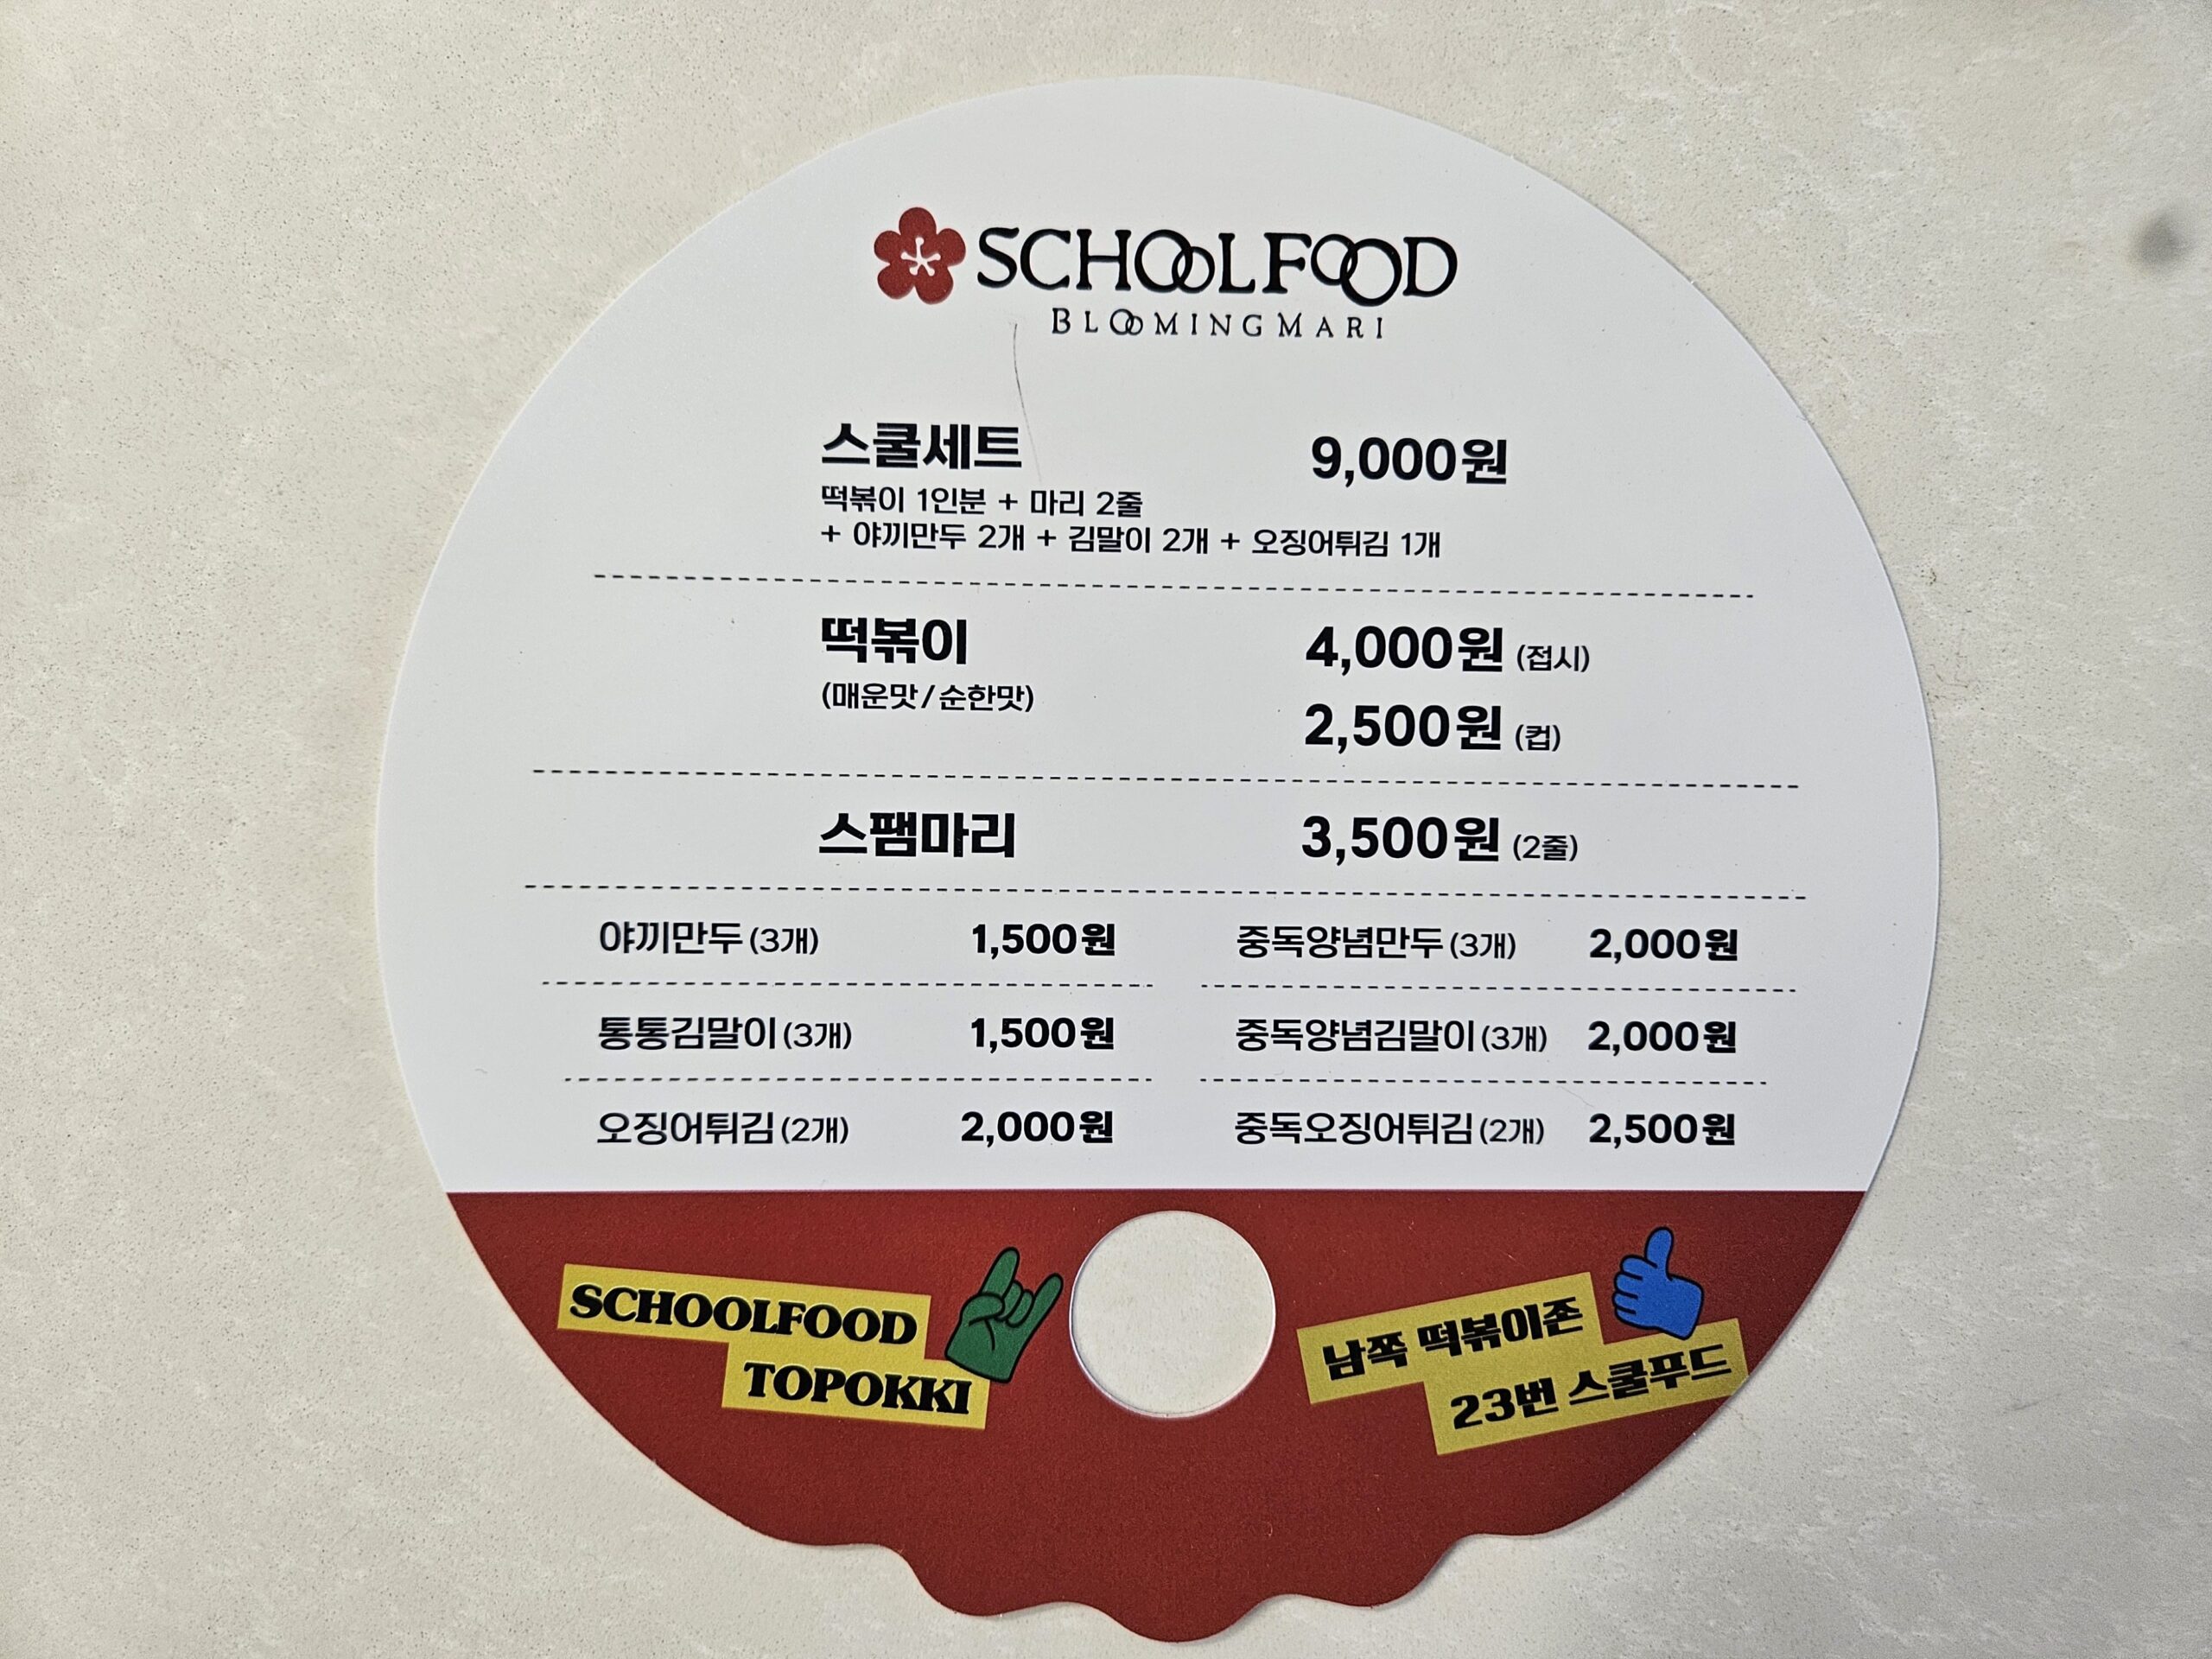 SCHOOLFOOD
BLOOMINGMARI
스쿨세트 9,000원
떡볶이 1인분 + 마리 2줄
+ 야끼만두 2개 + 김말이 2개 + 오징어튀김 1개
떡볶이 4,000원 (접시)
(매운맛/순한맛)
2,500원 (컵)
스팸마리 3,500원 (2줄)
야끼만두 (3개) 1,500원 중독양념만두 (3개) 2,000원
통통김말이 (3개) 1,500원 중독양념김말이 (3개) 2,000원
오징어튀김 (2개) 2,000원 중독오징어튀김 (2개) 2,500원
SCHOOLFOOD
TOPOKKI
남쪽 떡볶이존
23번 스쿨푸드